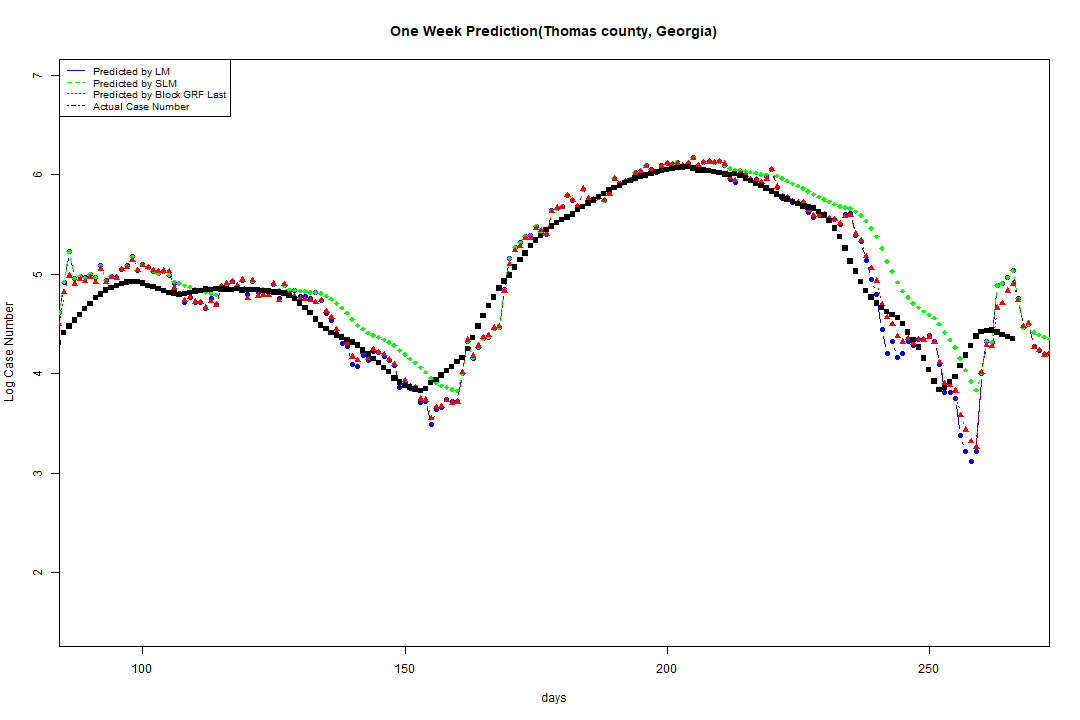 One Week Prediction(Thomas county, Georgia)
Predicted by LM
Predicted by SLM
Predicted by Block GRF Last
Actual Case Number
7
6
5
4
3
2
Log Case Number
100
150
200
250
days